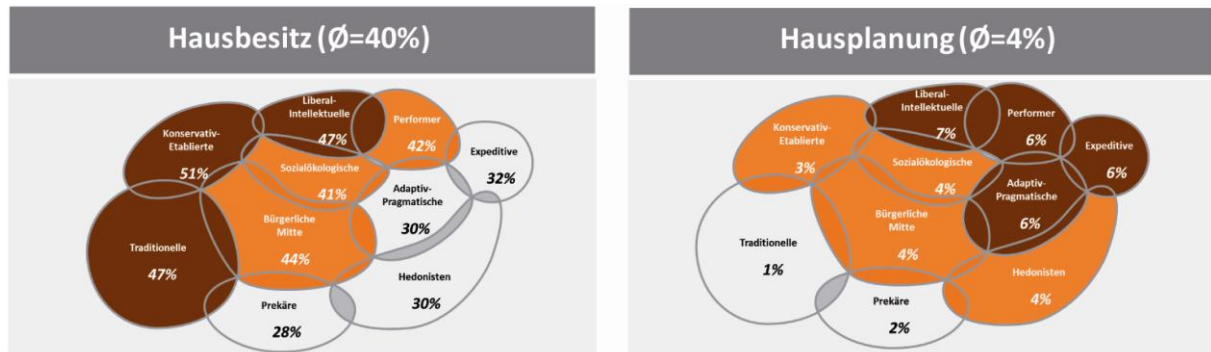 Hausbesitz (Ø=40%)
Liberal-
Intellektuelle
47%
Performer
42%
Konservativ-
Etablierte
51%
Expeditive
32%
Sozialökologische
41%
Adaptiv-
Pragmatische
30%
Bürgerliche
Mitte
44%
Traditionelle
47%
Hedonisten
30%
Prekäre
28%
Hausplanung (Ø=4%)
Liberal-
Intellektuelle
7%
Performer
6%
Konservativ-
Etablierte
3%
Expeditive
6%
Sozialökologische
4%
Adaptiv-
Pragmatische
6%
Bürgerliche
Mitte
4%
Traditionelle
1%
Hedonisten
4%
Prekäre
2%